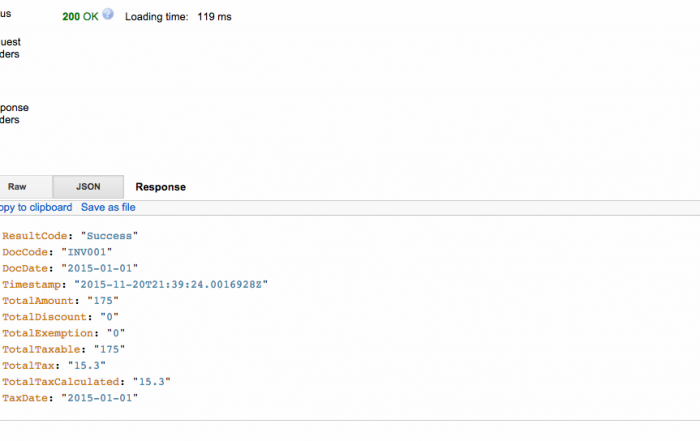 us 200 OK Loading time: 119 ms
uest
ders
ponse
ders
Raw JSON Response
opy to clipboard Save as file
ResultCode: "Success"
DocCode: "INV001"
DocDate: "2015-01-01"
Timestamp: "2015-11-20T21:39:24.0016928Z"
TotalAmount: "175"
TotalDiscount: "0"
TotalExemption: "0"
TotalTaxable: "175"
TotalTax: "15.3"
TotalTaxCalculated: "15.3"
TaxDate: "2015-01-01"